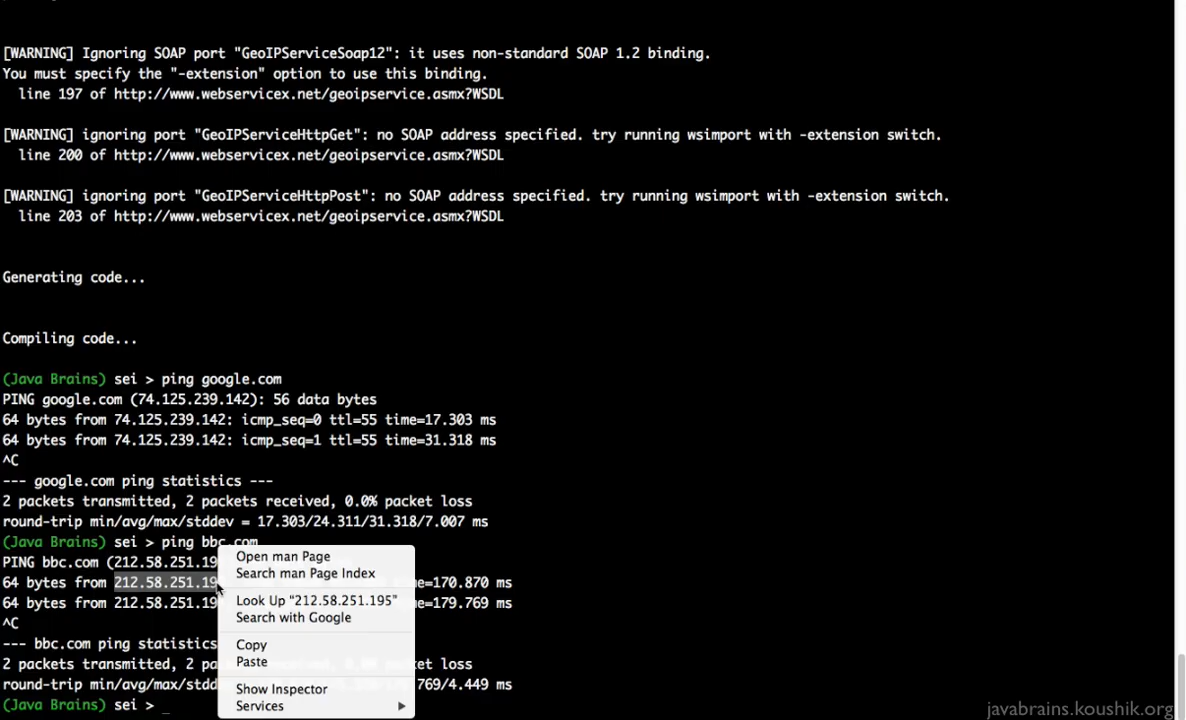 [WARNING] Ignoring SOAP port "GeoIPServiceSoap12": it uses non-standard SOAP 1.2 binding.
You must specify the "-extension" option to use this binding.
line 197 of http://www.webservicex.net/geoipservice.asmx?WSDL
[WARNING] ignoring port "GeoIPServiceHttpGet": no SOAP address specified. try running wsimport with -extension switch.
line 200 of http://www.webservicex.net/geoipservice.asmx?WSDL
[WARNING] ignoring port "GeoIPServiceHttpPost": no SOAP address specified. try running wsimport with -extension switch.
line 203 of http://www.webservicex.net/geoipservice.asmx?WSDL
Generating code...
Compiling code...
(Java Brains) sei > ping google.com
PING google.com (74.125.239.142): 56 data bytes
64 bytes from 74.125.239.142: icmp_seq=0 ttl=55 time=17.303 ms
64 bytes from 74.125.239.142: icmp_seq=1 ttl=55 time=31.318 ms
^C
--- google.com ping statistics ---
2 packets transmitted, 2 packets received, 0.0% packet loss
round-trip min/avg/max/stddev = 17.303/24.311/31.318/7.007 ms
(Java Brains) sei > ping bbc.com
PING bbc.com (212.58.251.19
64 bytes from 212.58.251.19 me=170.870 ms
64 bytes from 212.58.251.19 me=179.769 ms
^C
--- bbc.com ping statistics
2 packets transmitted, 2 pa cket loss
round-trip min/avg/max/stdd 769/4.449 ms
(Java Brains) sei > _
Open man Page
Search man Page Index
Look Up "212.58.251.195"
Search with Google
Copy
Paste
Show Inspector
Services
javabrains.koushik.org